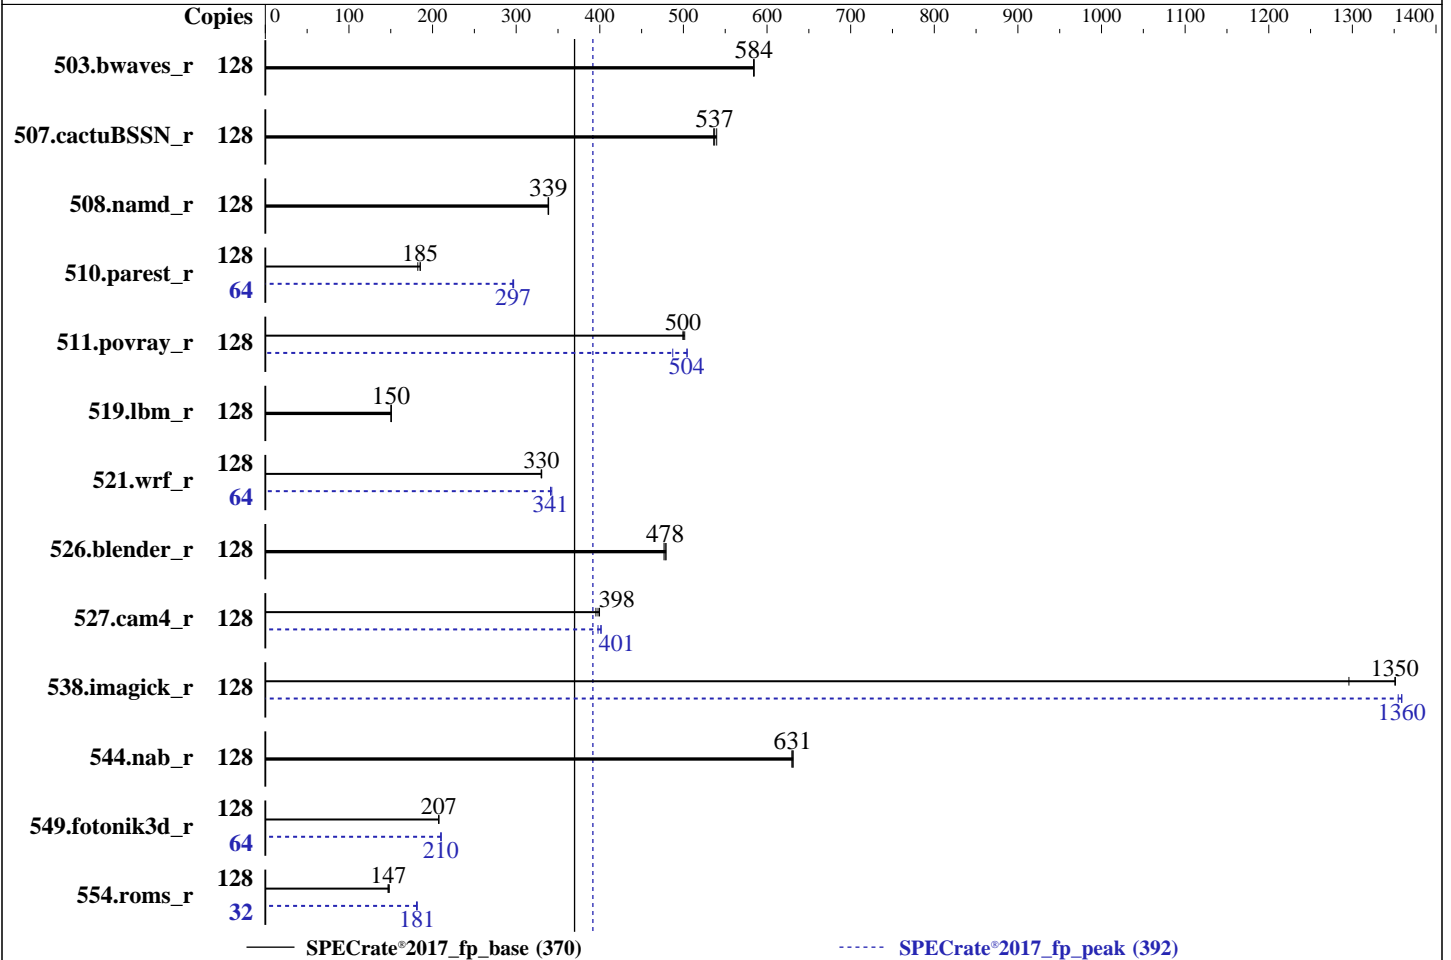 Copies 0 100 200 300 400 500 600 700 800 900 1000 1100 1200 1300 1400
503.bwaves_r 128 584
507.cactuBSSN_r 128 537
508.namd_r 128 339
510.parest_r 128 185
64 297
511.povray_r 128 500
504
519.lbm_r 128 150
521.wrf_r 128 330
64 341
526.blender_r 128 478
527.cam4_r 128 398
401
538.imagick_r 128 1350
1360
544.nab_r 128 631
549.fotonik3d_r 128 207
64 210
554.roms_r 128 147
32 181
SPECrate®2017_fp_base (370) SPECrate®2017_fp_peak (392)